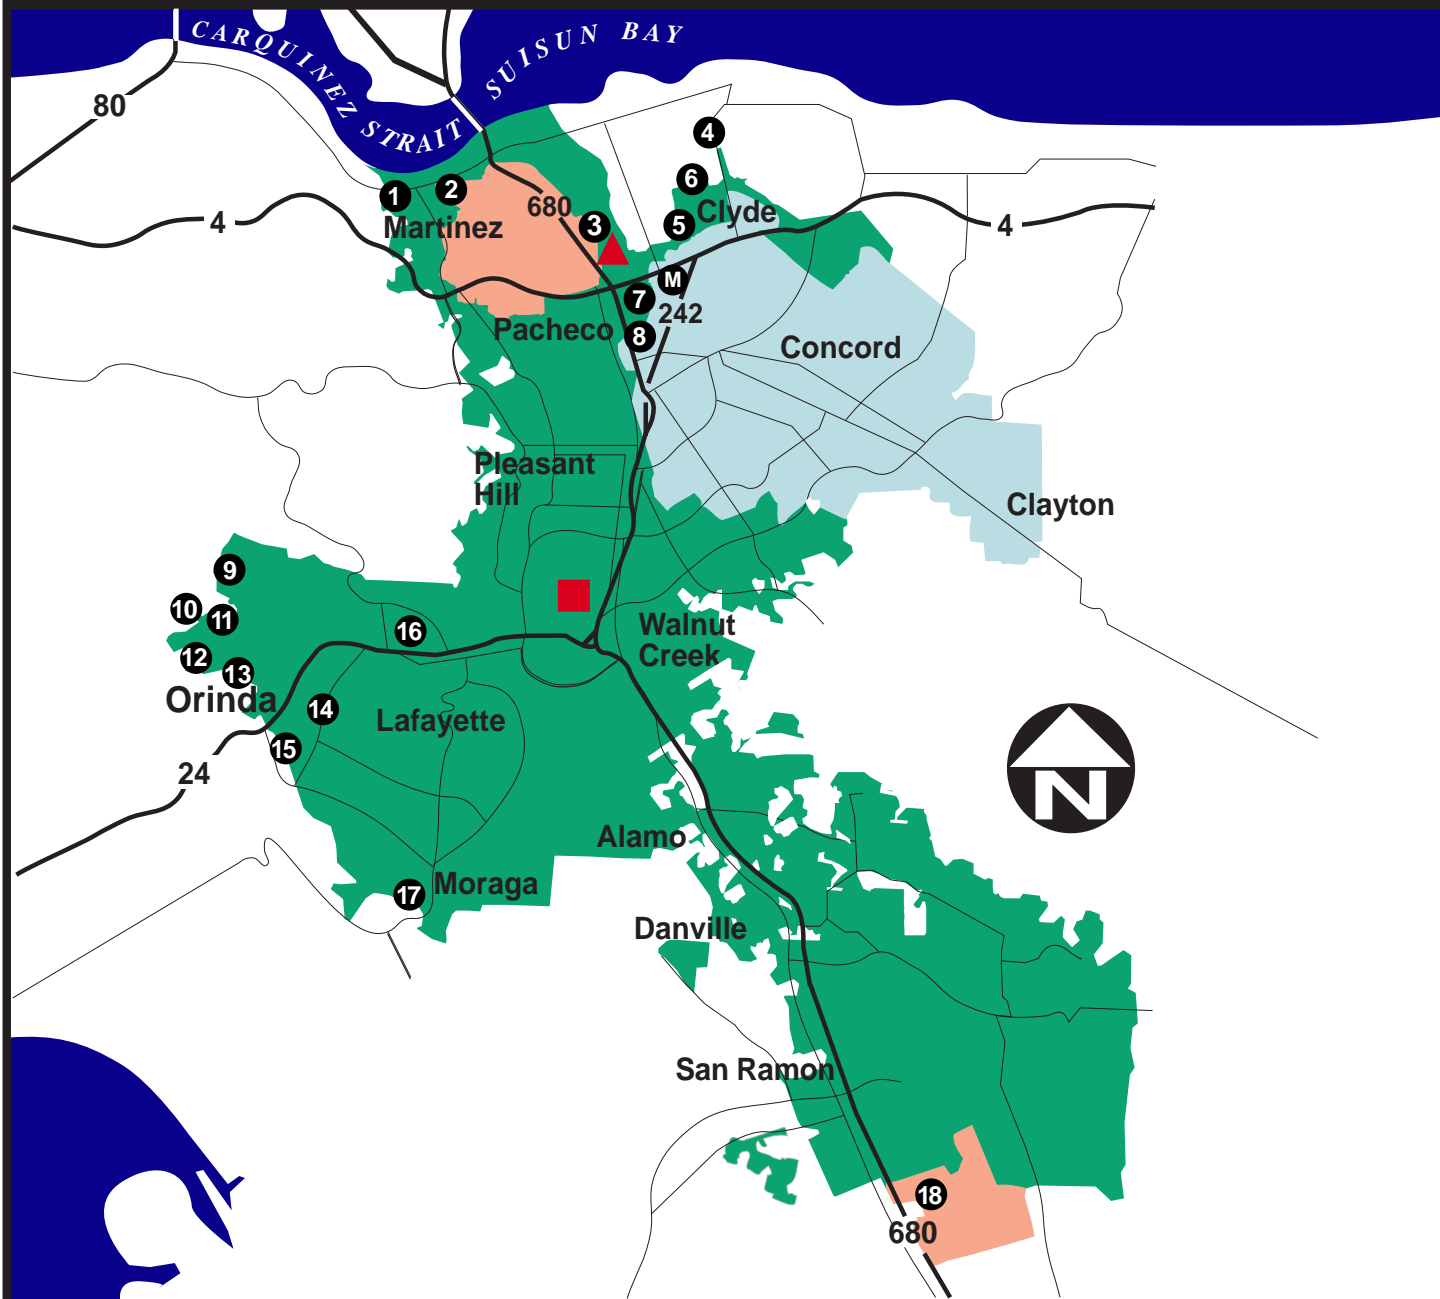 CARQUINEZ STRAIT
SUISUN BAY
80
4
1
2
Martinez
680
3
4
6
5
Clyde
4
M
7
242
8
Pacheco
Concord
Pleasant
Hill
Clayton
9
10
11
12
13
Orinda
16
Walnut
Creek
14
Lafayette
15
24
N
Alamo
17
Moraga
Danville
San Ramon
18
680